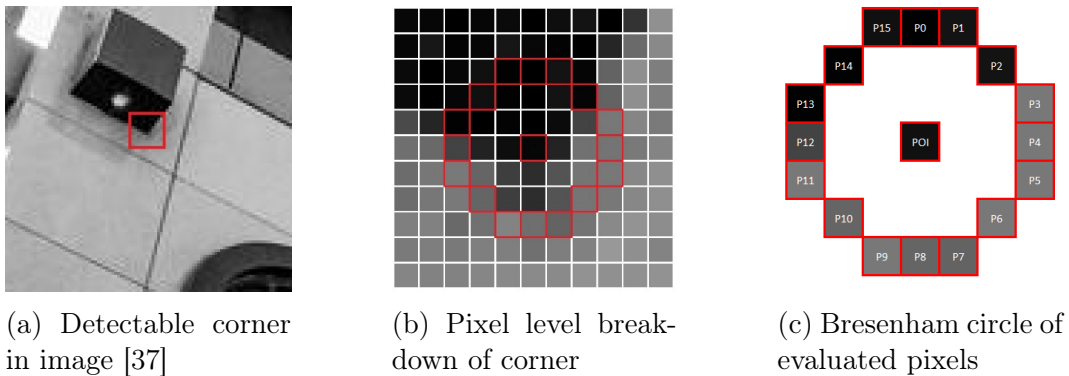 P15 P0 P1
P14 P2
P13 P3
P12 POI P4
P11 P5
P10 P6
P9 P8 P7
(a) Detectable corner
in image [37]
(b) Pixel level break-
down of corner
(c) Bresenham circle of
evaluated pixels